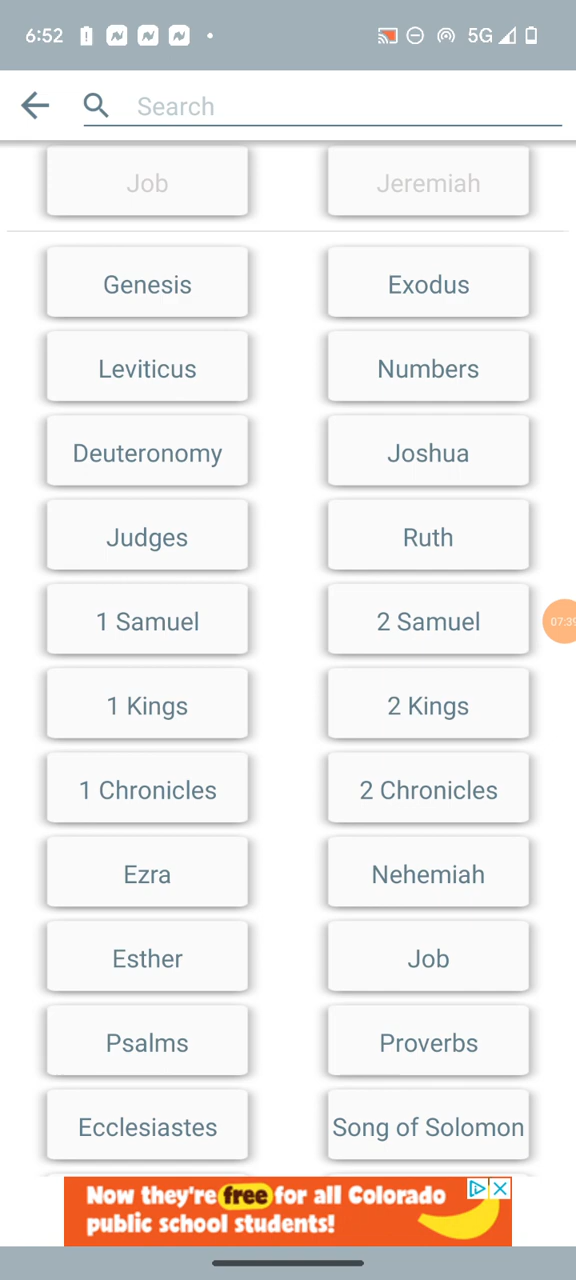 6:52 5G
Search
Job Jeremiah
Genesis Exodus
Leviticus Numbers
Deuteronomy Joshua
Judges Ruth
1 Samuel 2 Samuel
07:39
1 Kings 2 Kings
1 Chronicles 2 Chronicles
Ezra Nehemiah
Esther Job
Psalms Proverbs
Ecclesiastes Song of Solomon
Now they're free for all Colorado
public school students!